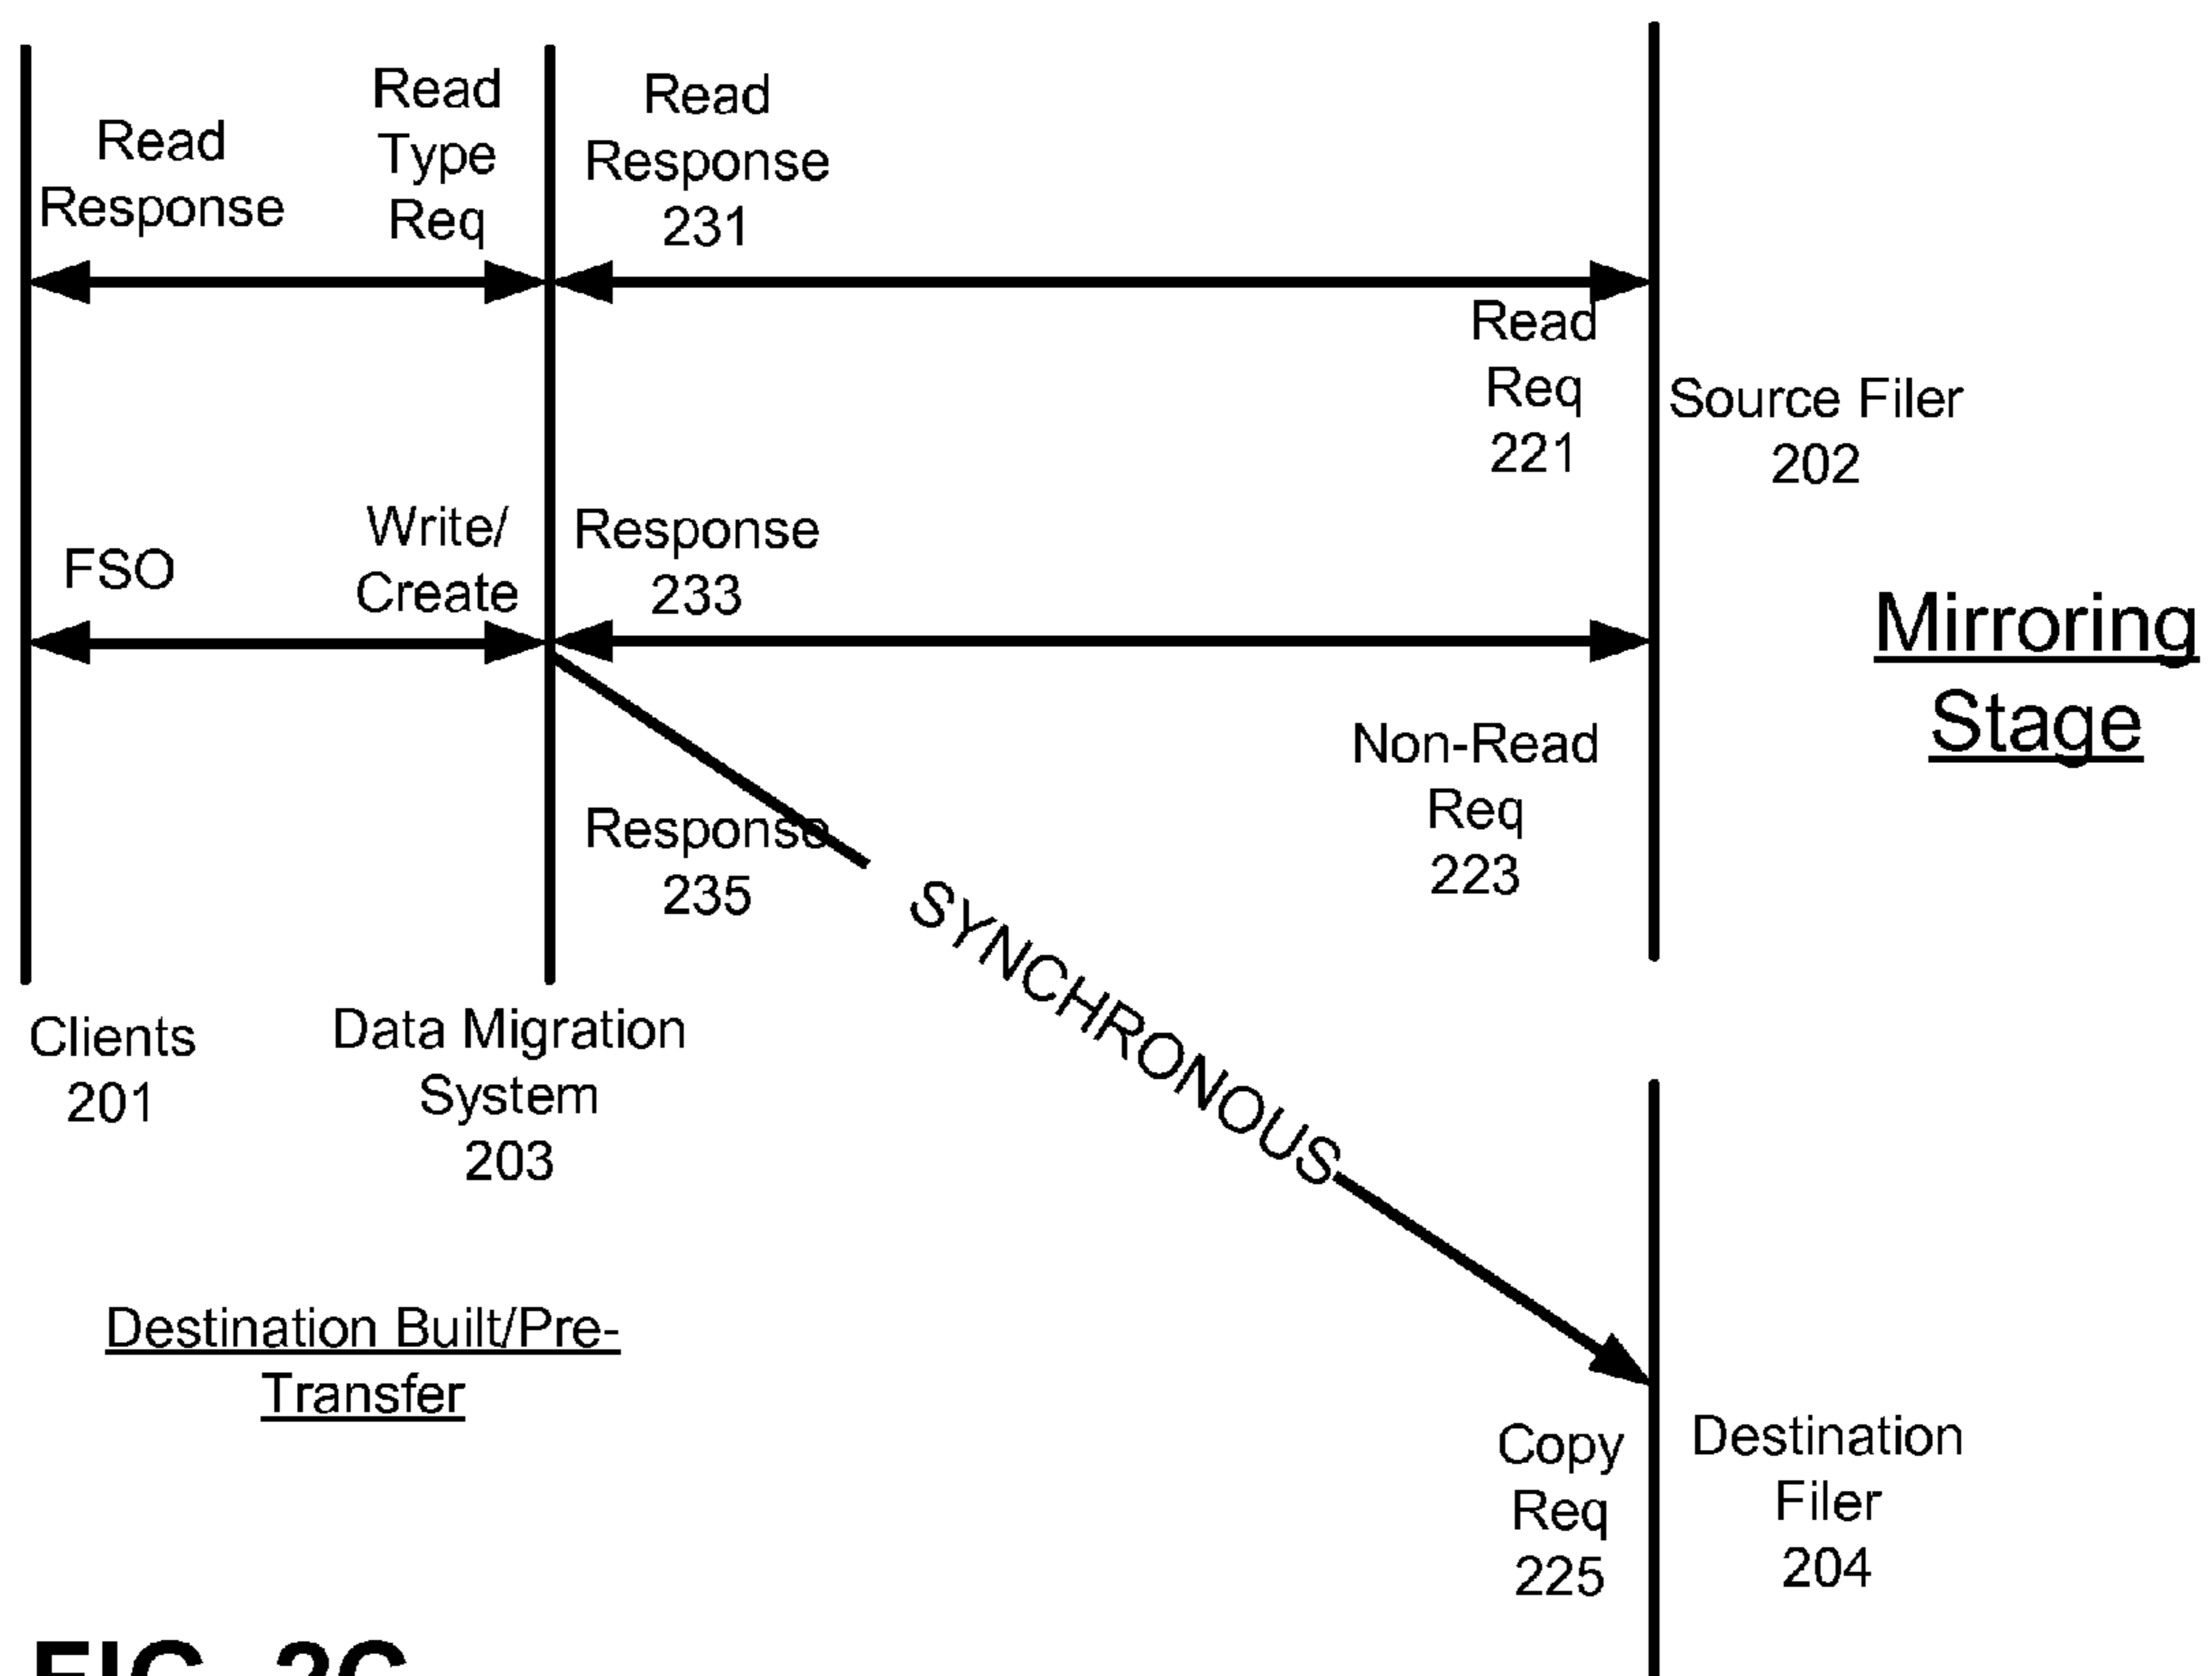 Read
Response
Read
Type
Req
Read
Response
231
Read
Req
221
Source Filer
202
FSO
Write/
Create
Response
233
Mirroring
Stage
Non-Read
Req
223
Response
235
SYNCHRONOUS
Clients
201
Data Migration
System
203
Destination Built/Pre-
Transfer
Copy
Req
225
Destination
Filer
204
FIG. 2C